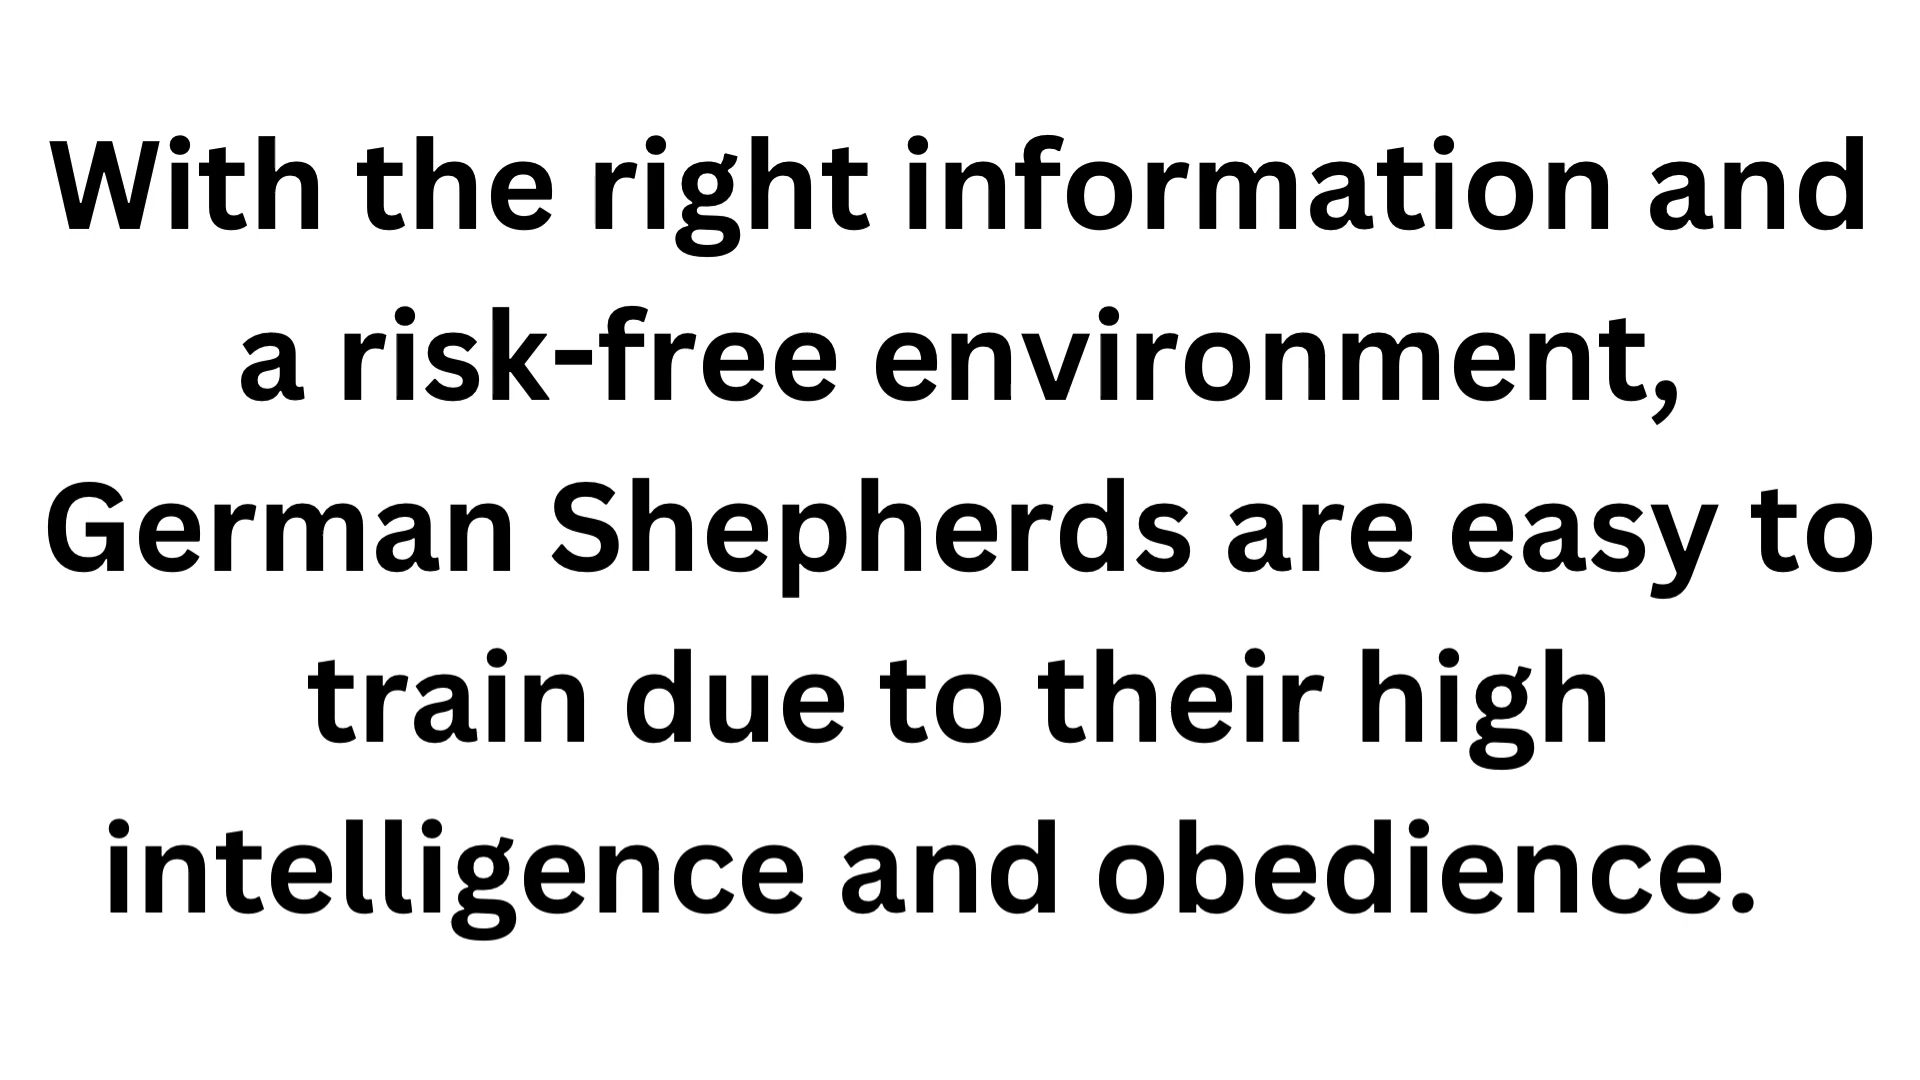 With the right information and
a risk-free environment,
German Shepherds are easy to
train due to their high
intelligence and obedience.